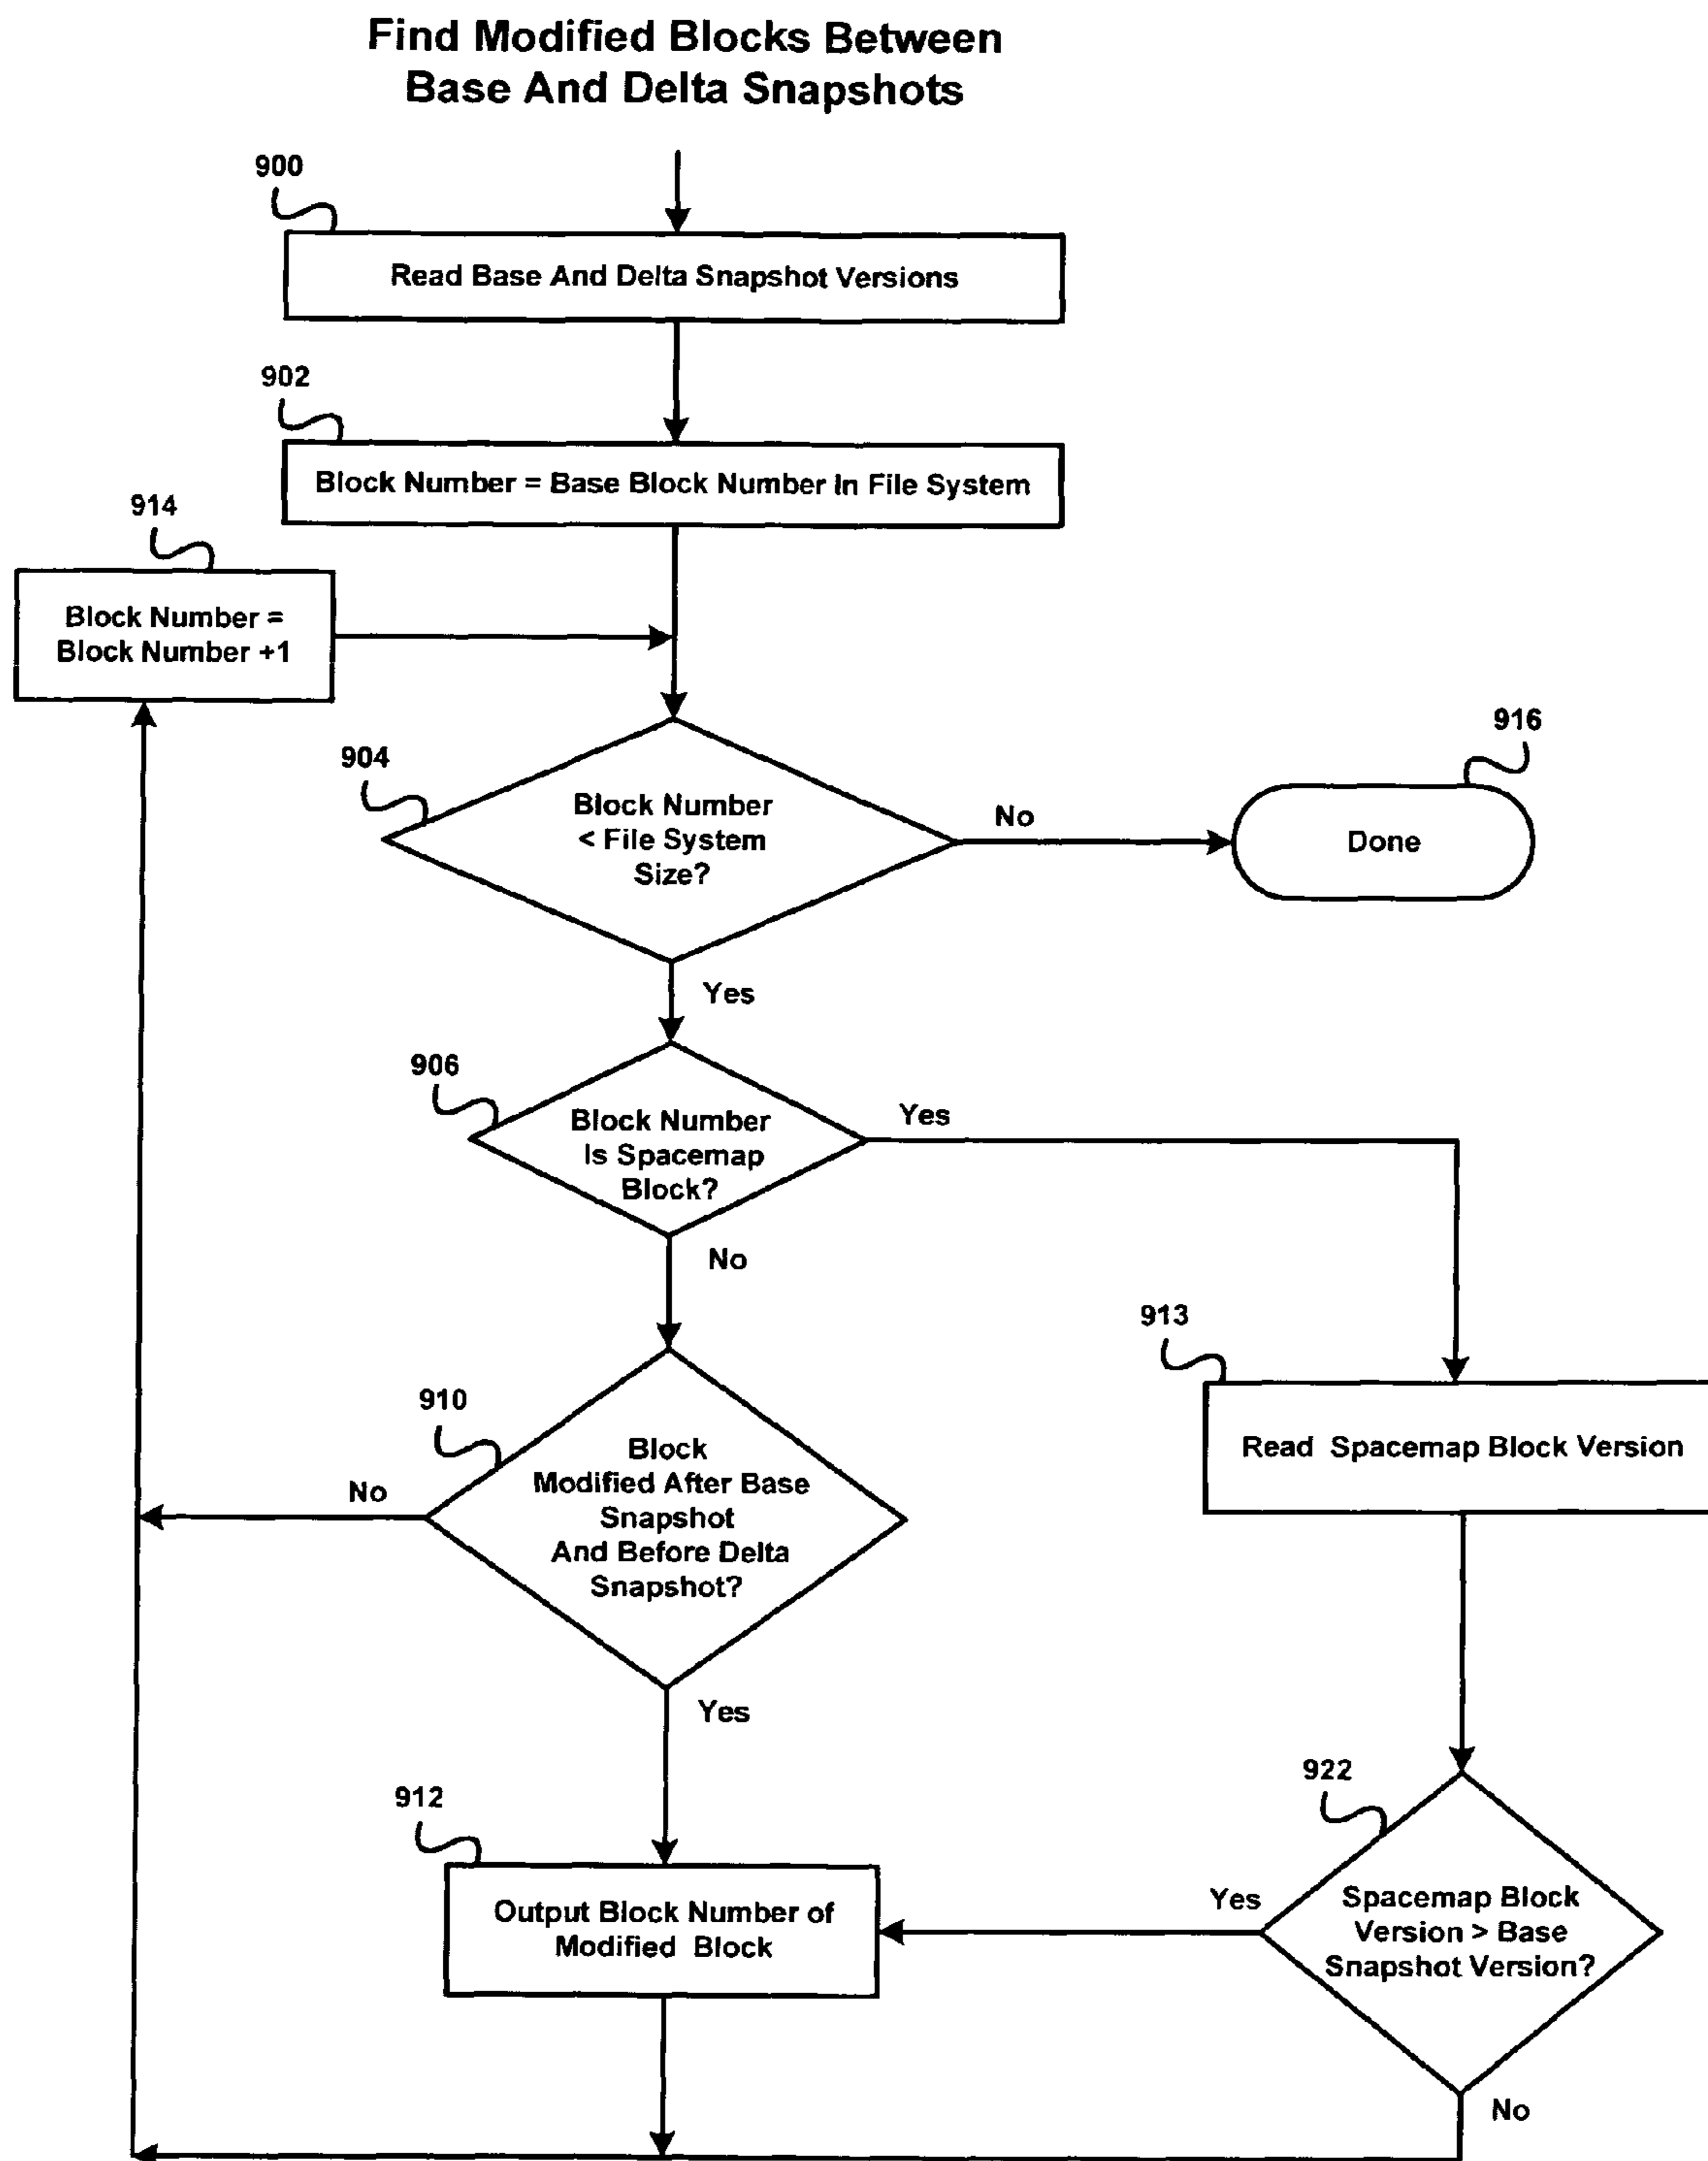 Find Modified Blocks Between
Base And Delta Snapshots
900
Read Base And Delta Snapshot Versions
902
Block Number = Base Block Number In File System
914
Block Number =
Block Number +1
904
Block Number
< File System
Size?
No
916
Done
Yes
906
Block Number
Is Spacemap
Block?
Yes
No
913
Read Spacemap Block Version
910
Block
Modified After Base
Snapshot
And Before Delta
Snapshot?
No
Yes
912
Output Block Number of
Modified Block
922
Yes
Spacemap Block
Version > Base
Snapshot Version?
No